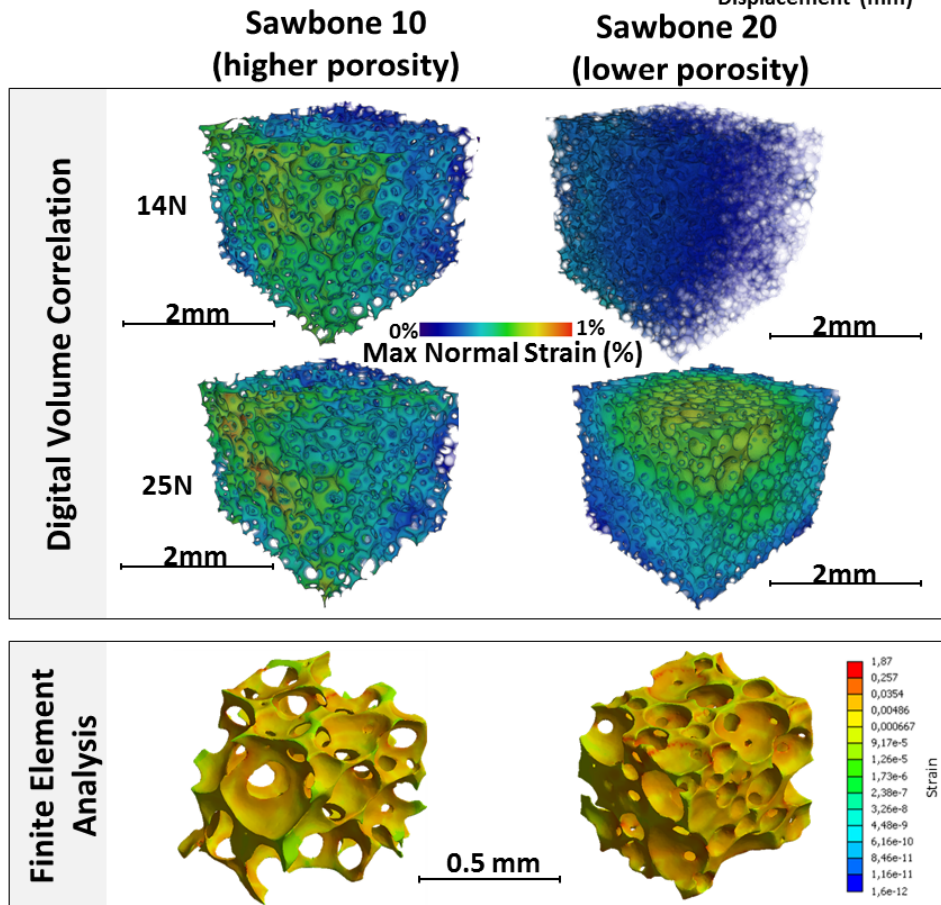 Displacement (mm)
Sawbone 10
(higher porosity)
Sawbone 20
(lower porosity)
Digital Volume Correlation
14N
2mm
2mm
0%
1%
Max Normal Strain (%)
25N
2mm
2mm
Finite Element
Analysis
0.5 mm
1,87
0,257
0,0354
0,00486
0,000667
9,17e-5
1,26e-5
1,73e-6
2,38e-7
3,26e-8
4,48e-9
6,16e-10
8,46e-11
1,16e-11
1,6e-12
Strain